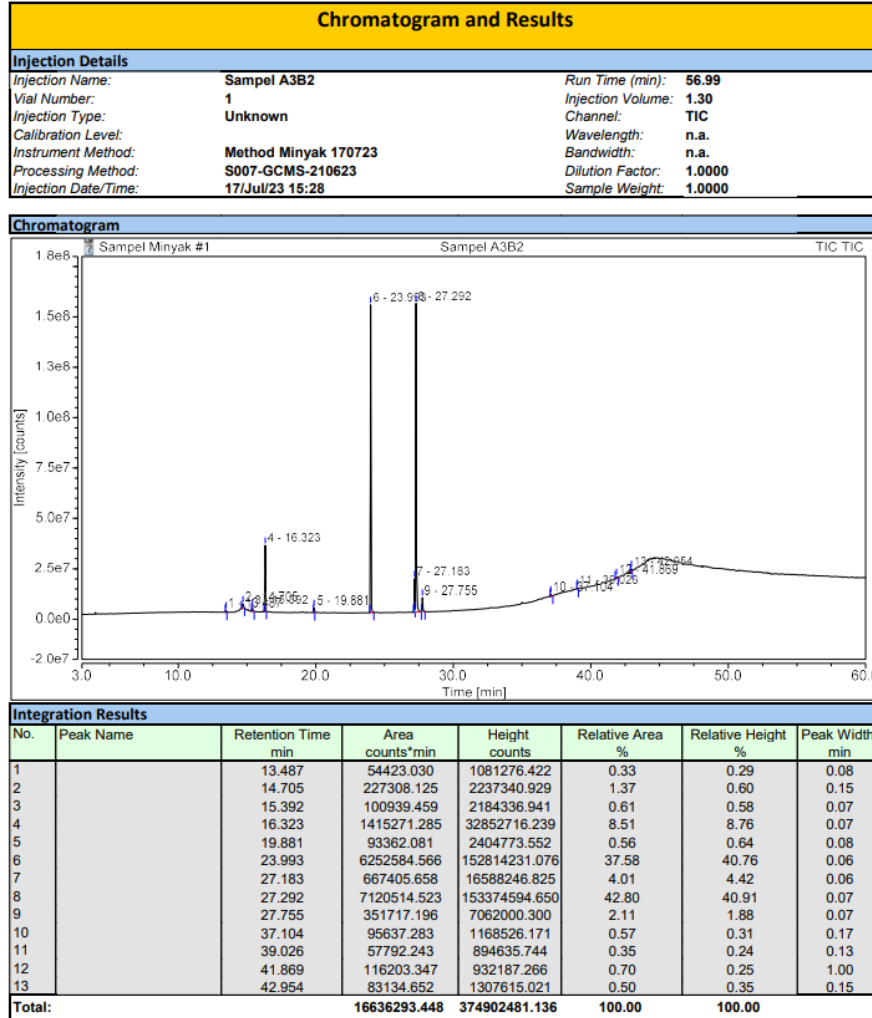 Chromatogram and Results
Injection Details
Injection Name: Sampel A3B2 Run Time (min): 56.99
Vial Number: 1 Injection Volume: 1.30
Injection Type: Unknown Channel: TIC
Calibration Level: Wavelength: n.a.
Instrument Method: Method Minyak 170723 Bandwidth: n.a.
Processing Method: S007-GCMS-210623 Dilution Factor: 1.0000
Injection Date/Time: 17/Jul/23 15:28 Sample Weight: 1.0000
Chromatogram
Sampel Minyak #1 Sampel A3B2 TIC TIC
1.8e8
1.5e8
1.3e8
1.0e8
7.5e7
5.0e7
2.5e7
0.0e0
-2.0e7
Intensity [counts]
8 - 27.292
4 - 16.323
7 - 27.183
9 - 27.755
5 - 19.881
3.0 10.0 20.0 30.0 40.0 50.0
Time [min]
Integration Results
No. Peak Name Retention Time Area Height Relative Area Relative Height Peak Width
min counts*min counts % % min
1 13.487 54423.030 1081276.422 0.33 0.29 0.08
2 14.705 227308.125 2237340.929 1.37 0.60 0.15
3 15.392 100939.459 2184336.941 0.61 0.58 0.07
4 16.323 1415271.285 32852716.239 8.51 8.76 0.07
5 19.881 93362.081 2404773.552 0.56 0.64 0.08
6 23.993 6252584.566 152814231.076 37.58 40.76 0.06
7 27.183 667405.658 16588246.825 4.01 4.42 0.06
8 27.292 7120514.523 153374594.650 42.80 40.91 0.07
9 27.755 351717.196 7062000.300 2.11 1.88 0.07
10 37.104 95637.283 1168526.171 0.57 0.31 0.17
11 39.026 57792.243 894635.744 0.35 0.24 0.13
12 41.869 116203.347 932187.266 0.70 0.25 1.00
13 42.954 83134.652 1307615.021 0.50 0.35 0.15
Total: 16636293.448 374902481.136 100.00 100.00